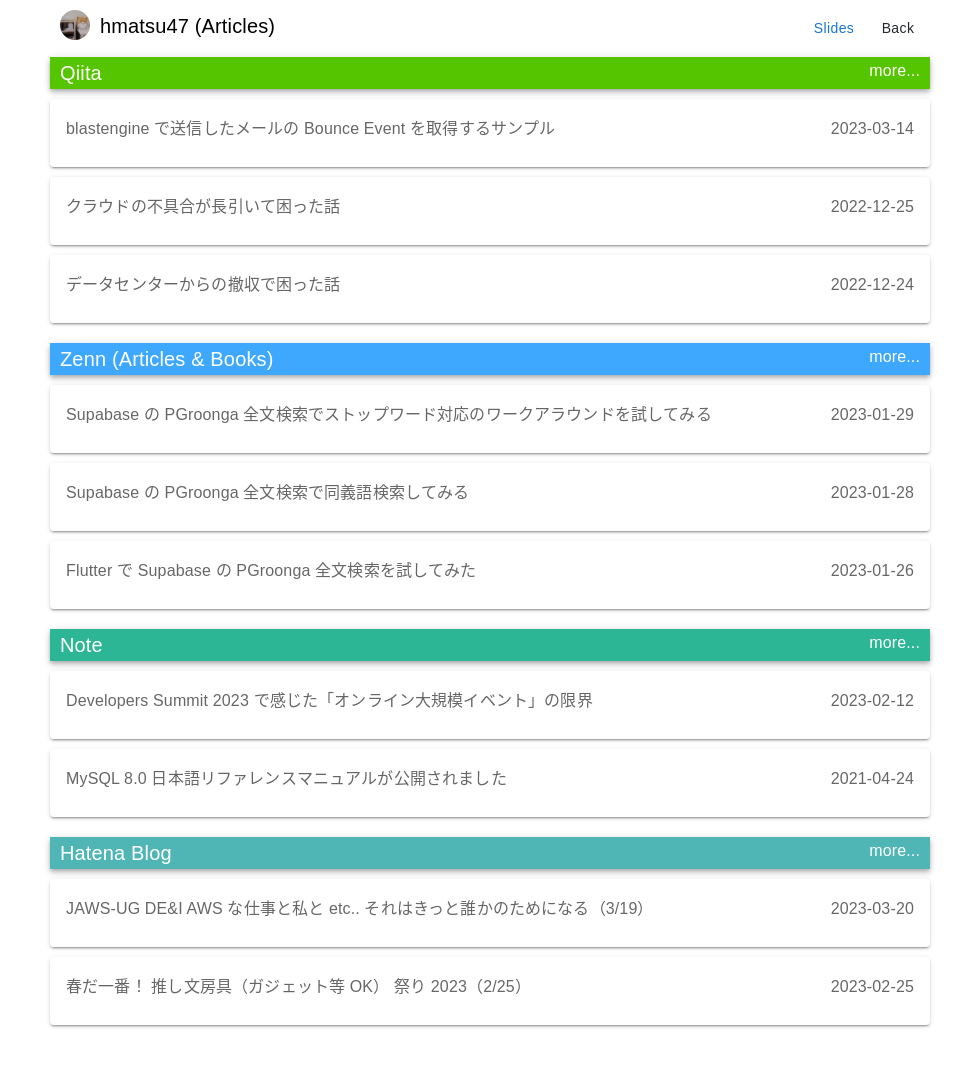 hmatsu47 (Articles)
Slides
Back
Qiita
more...
blastengine で送信したメールの Bounce Event を取得するサンプル
2023-03-14
クラウドの不具合が長引いて困った話
2022-12-25
データセンターからの撤収で困った話
2022-12-24
Zenn (Articles & Books)
more...
Supabase の PGroonga 全文検索でストップワード対応のワークアラウンドを試してみる
2023-01-29
Supabase の PGroonga 全文検索で同義語検索してみる
2023-01-28
Flutter で Supabase の PGroonga 全文検索を試してみた
2023-01-26
Note
more...
Developers Summit 2023 で感じた「オンライン大規模イベント」の限界
2023-02-12
MySQL 8.0 日本語リファレンスマニュアルが公開されました
2021-04-24
Hatena Blog
more...
JAWS-UG DE&I AWS な仕事と私と etc.. それはきっと誰かのためになる（3/19）
2023-03-20
春だ一番！ 推し文房具（ガジェット等 OK） 祭り 2023（2/25）
2023-02-25